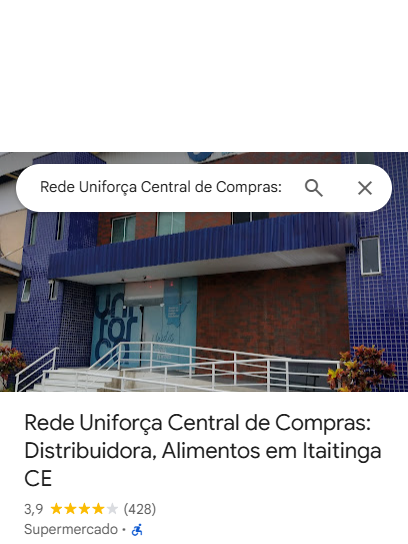 Rede Uniforça Central de Compras:
uni
for
Rede Uniforça Central de Compras:
Distribuidora, Alimentos em Itaitinga
CE
3,9 (428)
Supermercado ·